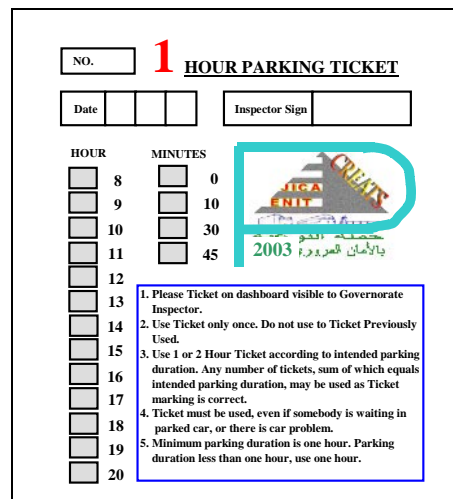 NO.
1 HOUR PARKING TICKET
Date
Inspector Sign
HOUR
MINUTES
8
9
10
11
12
13
14
15
16
17
18
19
20
0
10
30
45
CREATS
JICA
ENIT
2003
بالأمان المروري
1. Please Ticket on dashboard visible to Governorate
Inspector.
2. Use Ticket only once. Do not use to Ticket Previously
Used.
3. Use 1 or 2 Hour Ticket according to intended parking
duration. Any number of tickets, sum of which equals
intended parking duration, may be used as Ticket
marking is correct.
4. Ticket must be used, even if somebody is waiting in
parked car, or there is car problem.
5. Minimum parking duration is one hour. Parking
duration less than one hour, use one hour.